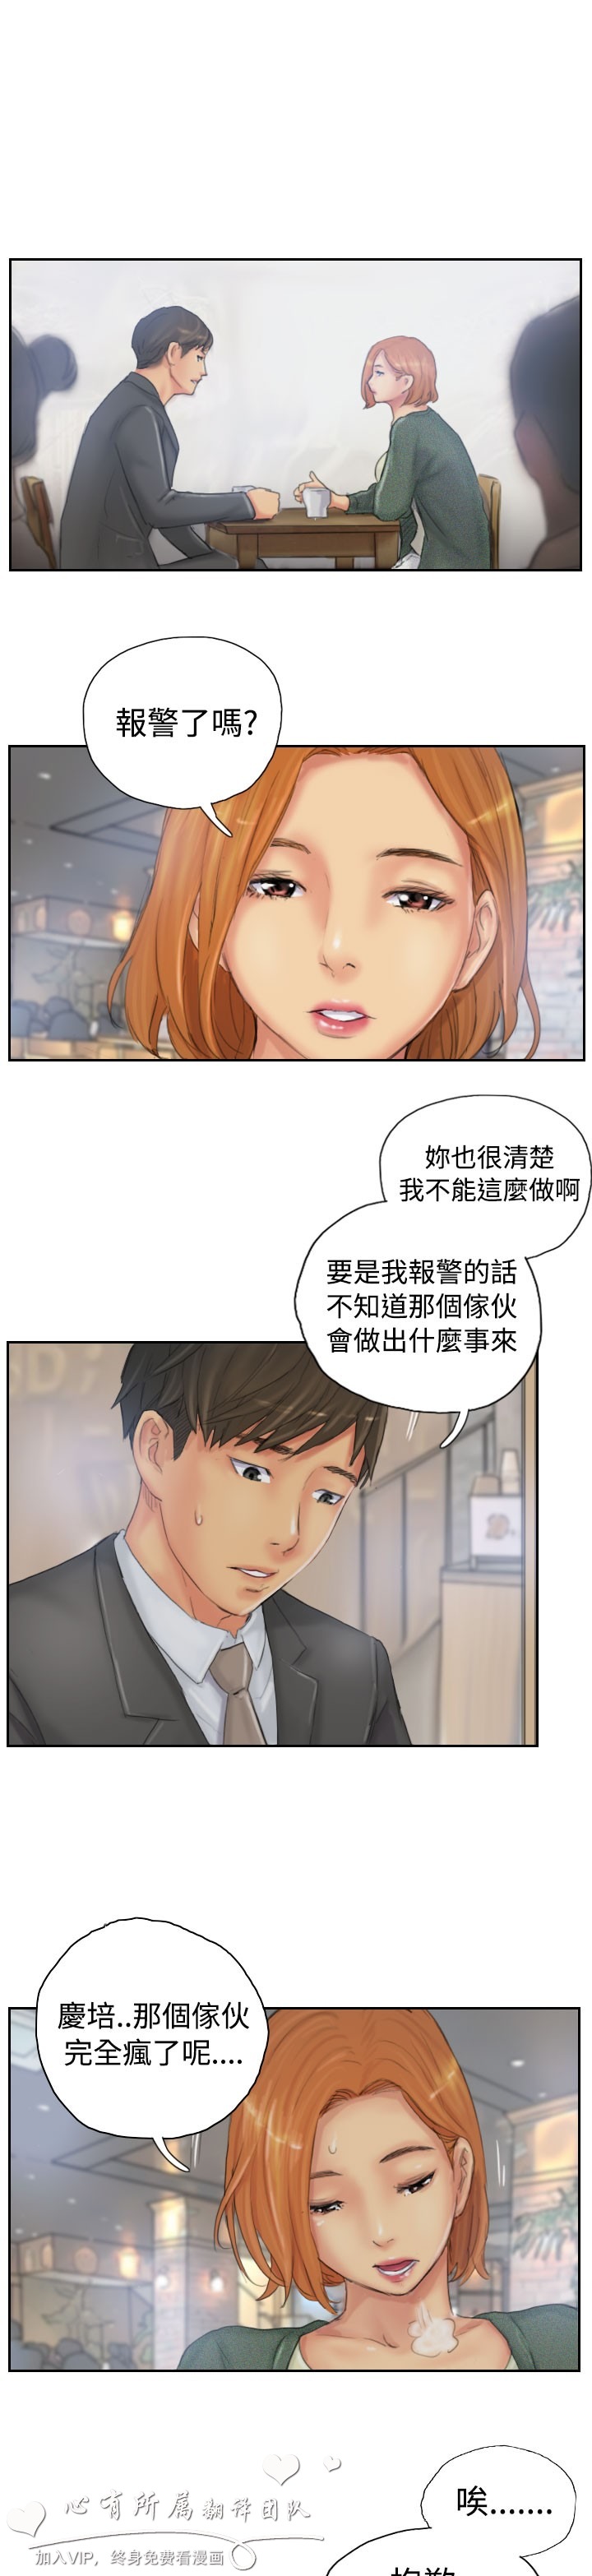 報警了嗎?
妳也很清楚
我不能這麼做啊
要是我報警的話
不知道那個傢伙
會做出什麼事來
慶培..那個傢伙
完全瘋了呢....
唉.......
心有所属翻译团队
加入VIP，终身免费看漫画